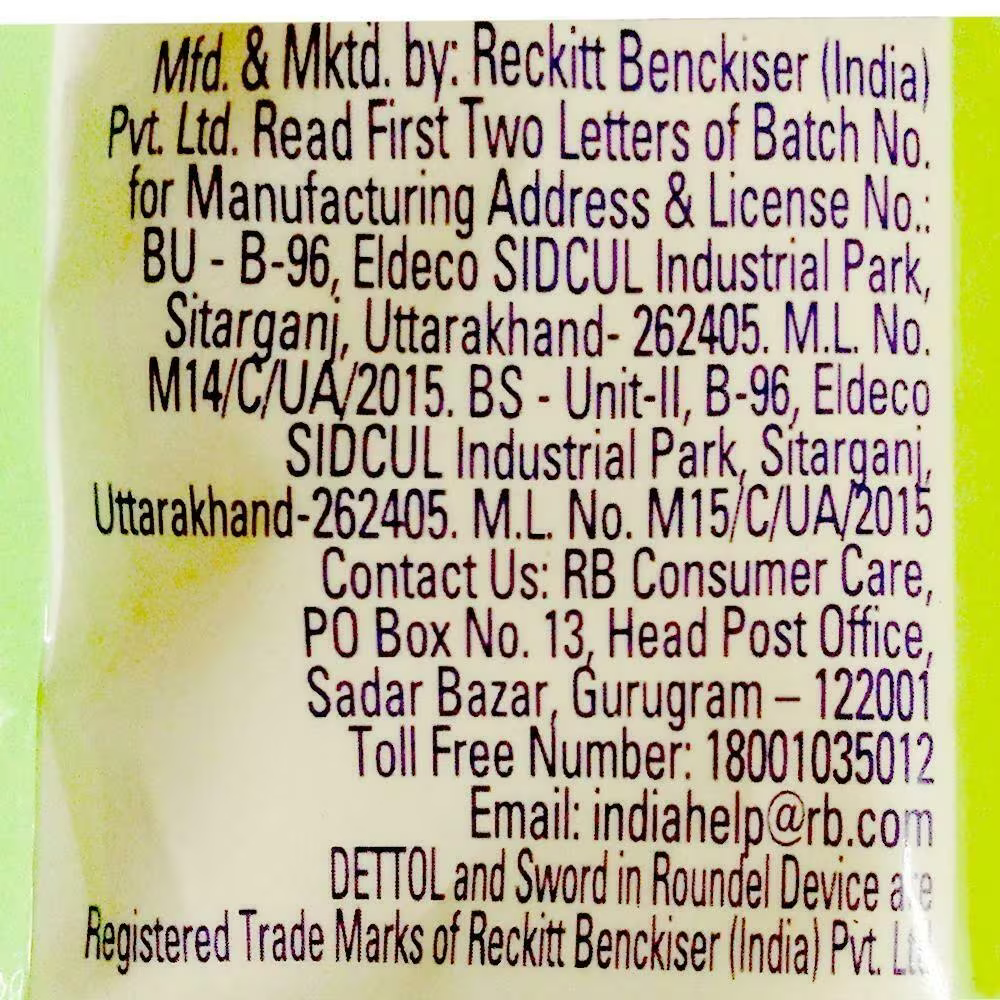 Mfd. & Mktd. by: Reckitt Benckiser (India)
Pvt. Ltd. Read First Two Letters of Batch No.
for Manufacturing Address & License No.:
BU - B-96, Eldeco SIDCUL Industrial Park,
Sitarganj, Uttarakhand- 262405. M.L. No.
M14/C/UA/2015. BS - Unit-II, B-96, Eldeco
SIDCUL Industrial Park, Sitarganj,
Uttarakhand-262405. M.L. No. M15/C/UA/2015
Contact Us: RB Consumer Care,
PO Box No. 13, Head Post Office,
Sadar Bazar, Gurugram – 122001
Toll Free Number: 18001035012
Email: indiahelp@rb.com
DETTOL and Sword in Roundel Device are
Registered Trade Marks of Reckitt Benckiser (India) Pvt. Ltd